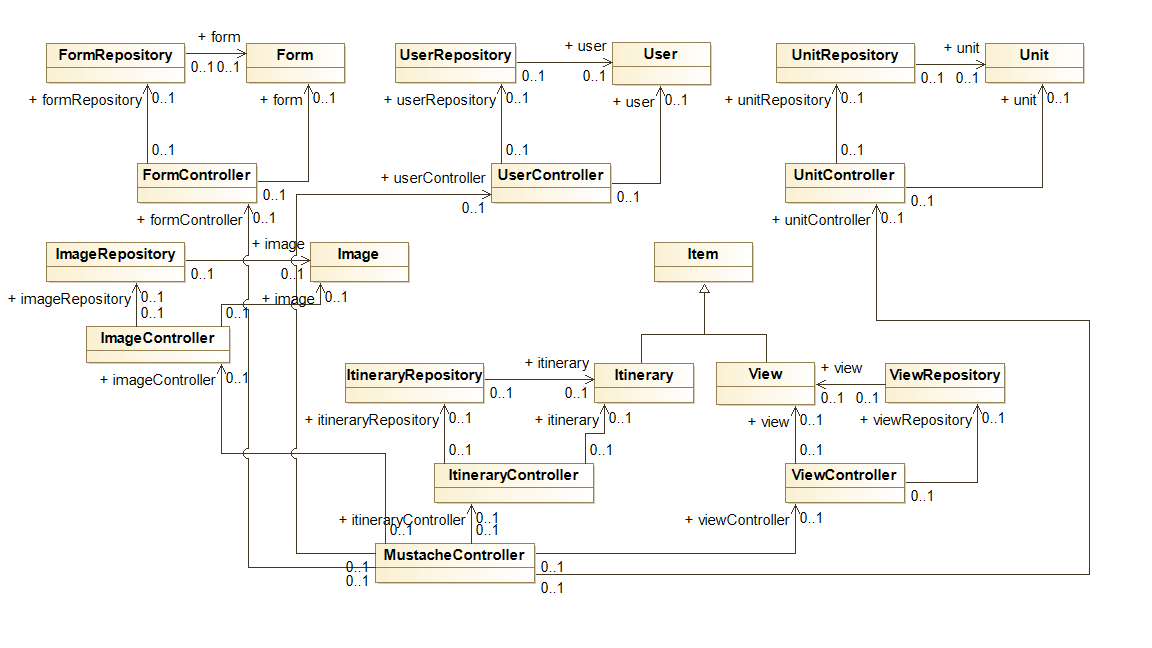 + form
+ user
+ unit
FormRepository
Form
UserRepository
User
UnitRepository
Unit
0..1 0..1
0..1
0..1
0..1
0..1
+ formRepository
0..1
+ form
0..1
+ userRepository
0..1
+ user
0..1
+ unitRepository
0..1
+ unit
0..1
0..1
0..1
0..1
FormController
+ userController
UserController
UnitController
0..1
0..1
0..1
0..1
+ formController
0..1
+ unitController
0..1
+ image
ImageRepository
Image
Item
0..1
0..1
+ imageRepository
0..1
+ image
0..1
0..1
0..1
ImageController
+ itinerary
+ view
+ imageController
0..1
ItineraryRepository
Itinerary
View
ViewRepository
0..1
0..1
0..1
0..1
+ itineraryRepository
0..1
+ itinerary
0..1
+ view
0..1
+ viewRepository
0..1
0..1
0..1
0..1
ItineraryController
ViewController
0..1
+ itineraryController
0..1
+ viewController
0..1
0..1
0..1
MustacheController
0..1
0..1
0..1
0..1